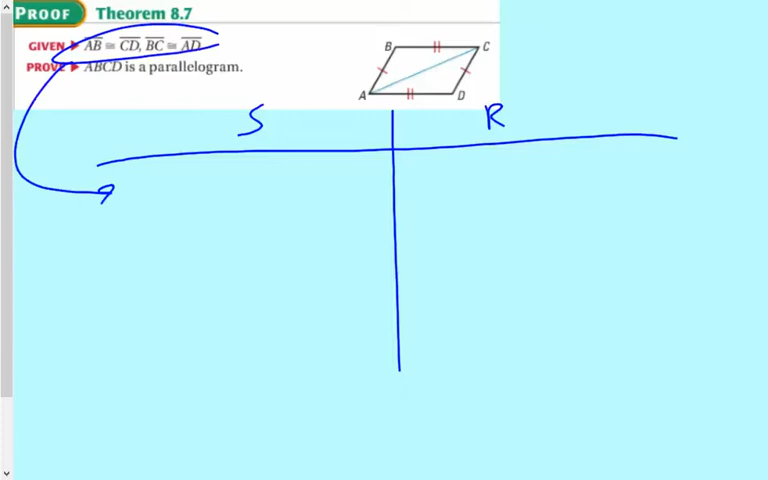 PROOF Theorem 8.7
GIVEN ▶ AB ≅ CD, BC ≅ AD
PROVE ▶ ABCD is a parallelogram.
B C
A D
S R